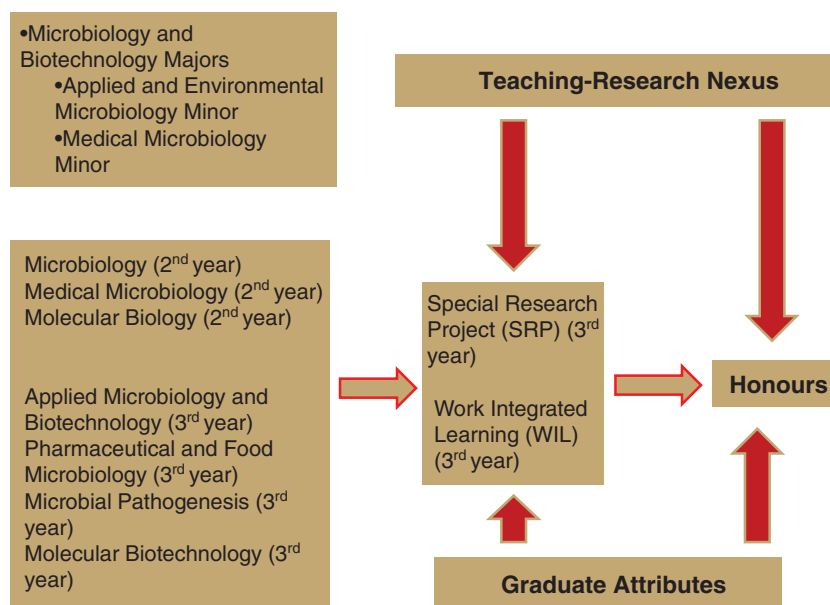 •Microbiology and
Biotechnology Majors
•Applied and Environmental
Microbiology Minor
•Medical Microbiology
Minor
Teaching-Research Nexus
Microbiology (2nd year)
Medical Microbiology (2nd year)
Molecular Biology (2nd year)
Applied Microbiology and
Biotechnology (3rd year)
Pharmaceutical and Food
Microbiology (3rd year)
Microbial Pathogenesis (3rd
year)
Molecular Biotechnology (3rd
year)
Special Research
Project (SRP) (3rd
year)
Work Integrated
Learning (WIL)
(3rd year)
Honours
Graduate Attributes